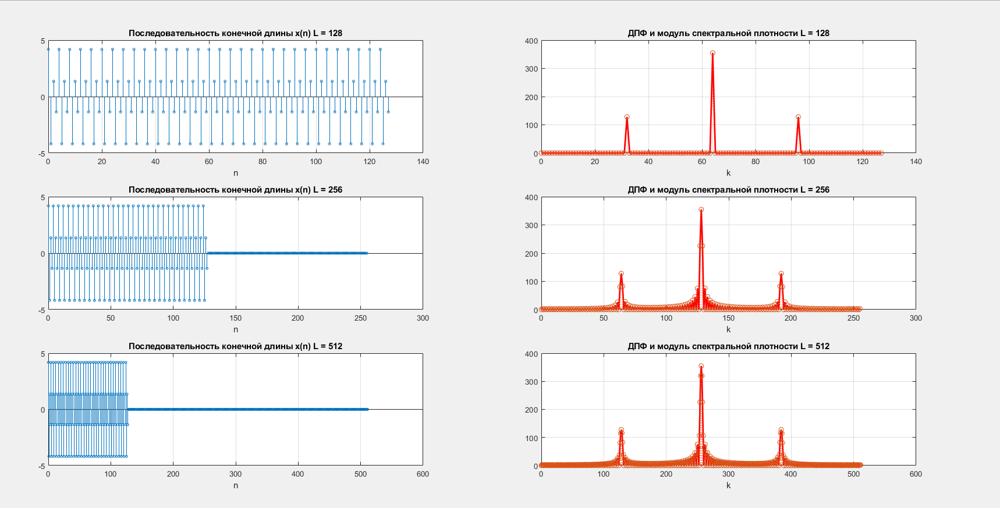 Последовательность конечной длины x(n) L = 128
5
0
-5
0 20 40 60 80 100 120 140
n
ДПФ и модуль спектральной плотности L = 128
400
300
200
100
0
0 20 40 60 80 100 120 140
k
Последовательность конечной длины x(n) L = 256
5
0
-5
0 50 100 150 200 250 300
n
ДПФ и модуль спектральной плотности L = 256
400
300
200
100
0
0 50 100 150 200 250 300
k
Последовательность конечной длины x(n) L = 512
5
0
-5
0 100 200 300 400 500 600
n
ДПФ и модуль спектральной плотности L = 512
400
300
200
100
0
0 100 200 300 400 500 600
k